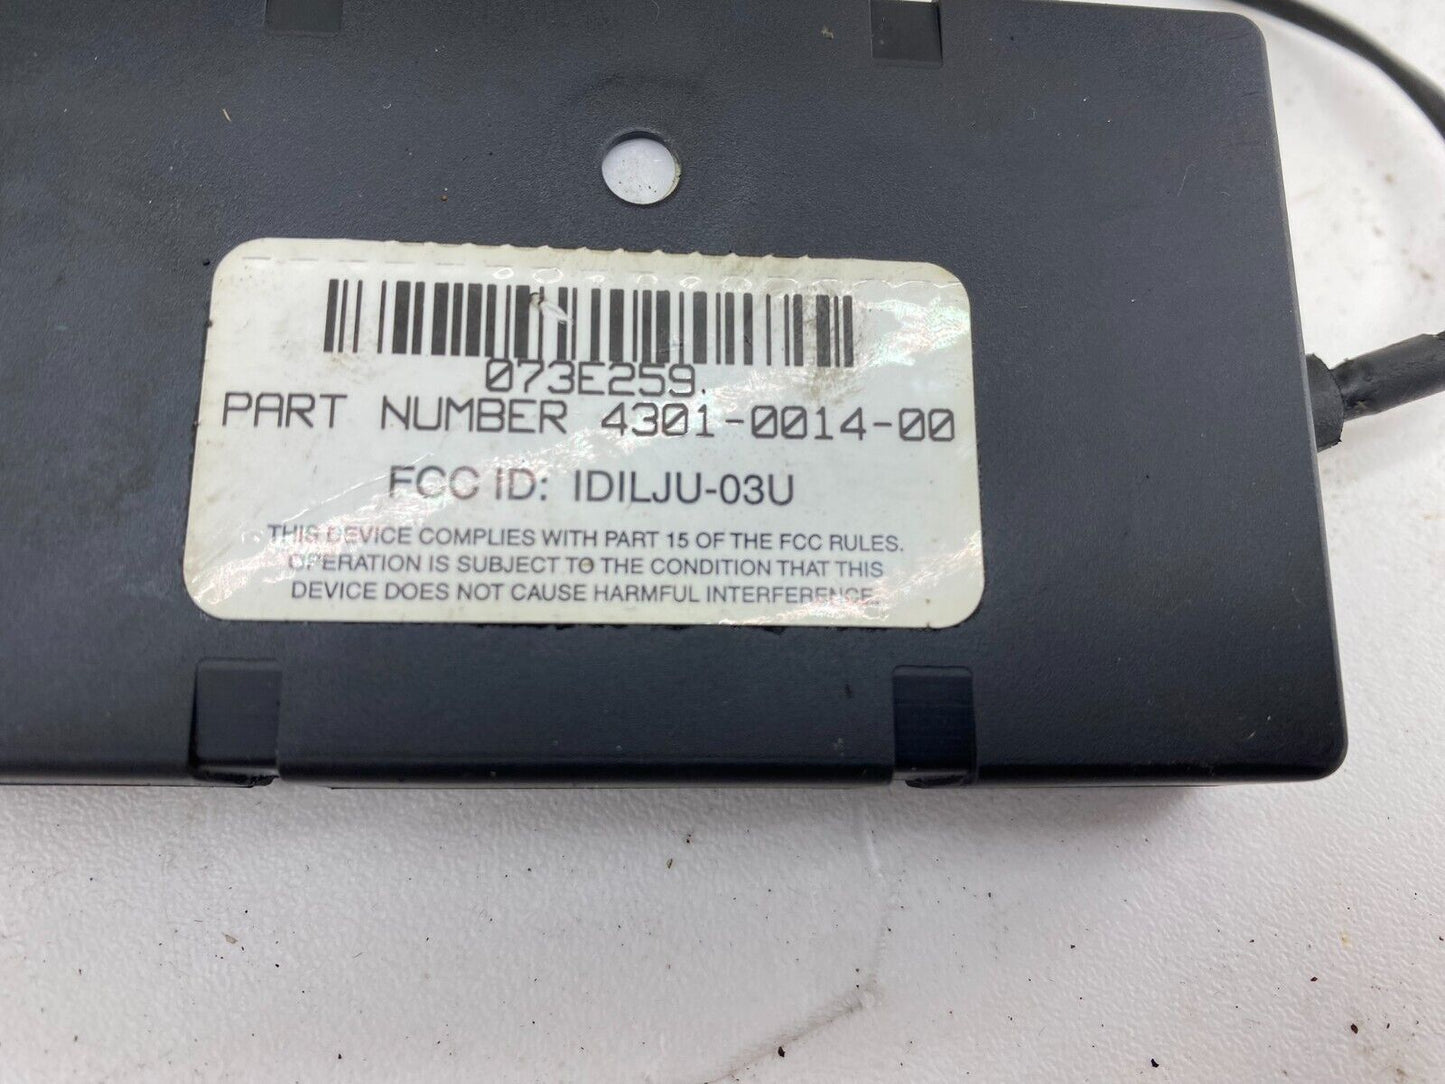 073E259.
PART NUMBER 4301-0014-00
FCC ID: IDILJU-03U
THIS DEVICE COMPLIES WITH PART 15 OF THE FCC RULES.
OPERATION IS SUBJECT TO THE CONDITION THAT THIS
DEVICE DOES NOT CAUSE HARMFUL INTERFERENCE.